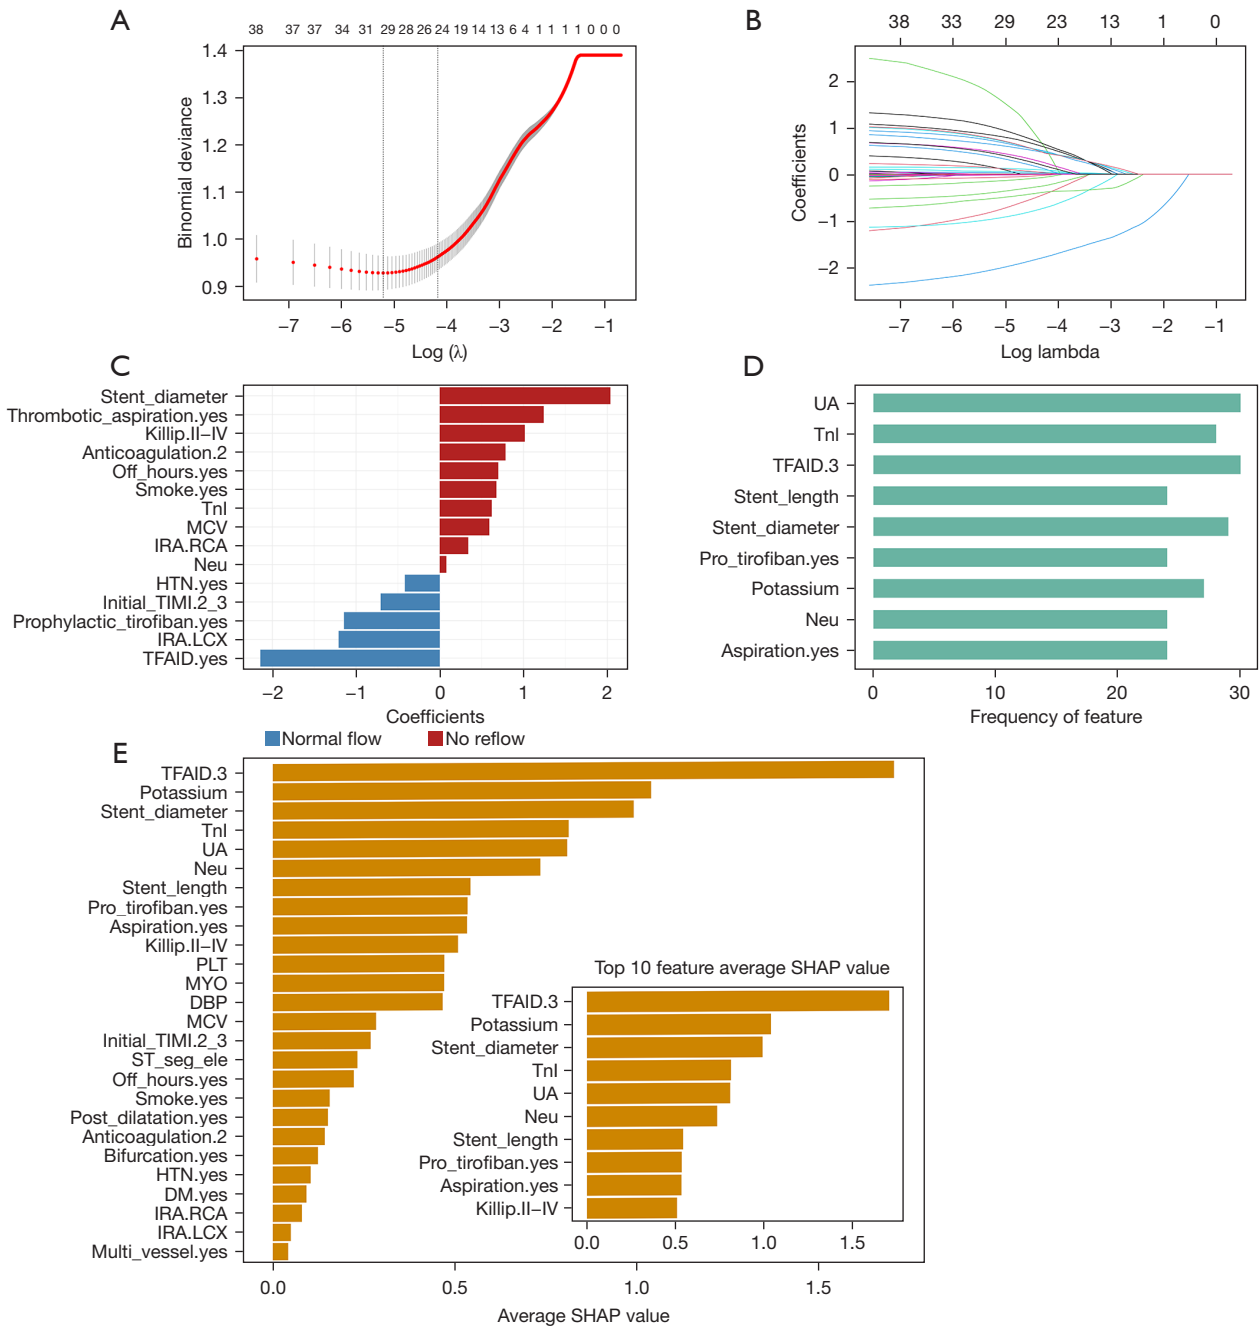 A
38 37 37 34 31 29 28 26 24 19 14 13 6 4 1 1 1 1 0 0 0
1.4
1.3
1.2
1.1
1.0
0.9
Binomial deviance
−7 −6 −5 −4 −3 −2 −1
Log (λ)
B
38 33 29 23 13 1 0
2
1
0
−1
−2
Coefficients
−7 −6 −5 −4 −3 −2 −1
Log lambda
C
Stent_diameter
Thrombotic_aspiration.yes
Killip.II−IV
Anticoagulation.2
Off_hours.yes
Smoke.yes
TnI
MCV
IRA.RCA
Neu
HTN.yes
Initial_TIMI.2_3
Prophylactic_tirofiban.yes
IRA.LCX
TFAID.yes
−2 −1 0 1 2
Coefficients
Normal flow No reflow
D
UA
TnI
TFAID.3
Stent_length
Stent_diameter
Pro_tirofiban.yes
Potassium
Neu
Aspiration.yes
0 10 20 30
Frequency of feature
E
TFAID.3
Potassium
Stent_diameter
TnI
UA
Neu
Stent_length
Pro_tirofiban.yes
Aspiration.yes
Killip.II−IV
PLT
MYO
DBP
MCV
Initial_TIMI.2_3
ST_seg_ele
Off_hours.yes
Smoke.yes
Post_dilatation.yes
Anticoagulation.2
Bifurcation.yes
HTN.yes
DM.yes
IRA.RCA
IRA.LCX
Multi_vessel.yes
0.0 0.5 1.0 1.5
Average SHAP value
Top 10 feature average SHAP value
TFAID.3
Potassium
Stent_diameter
TnI
UA
Neu
Stent_length
Pro_tirofiban.yes
Aspiration.yes
Killip.II−IV
0.0 0.5 1.0 1.5